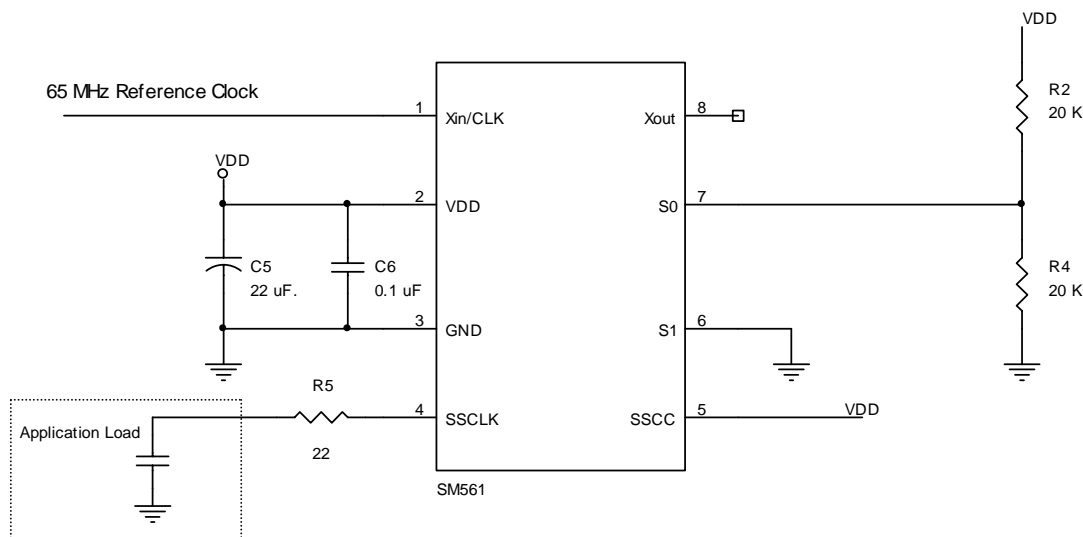 VDD
65 MHz Reference Clock
R2
20 K
1
Xin/CLK
Xout
8
VDD
2
VDD
S0
7
C5
22 uF.
C6
0.1 uF
R4
20 K
3
GND
S1
6
R5
22
4
SSCLK
SSCC
5
VDD
Application Load
SM561